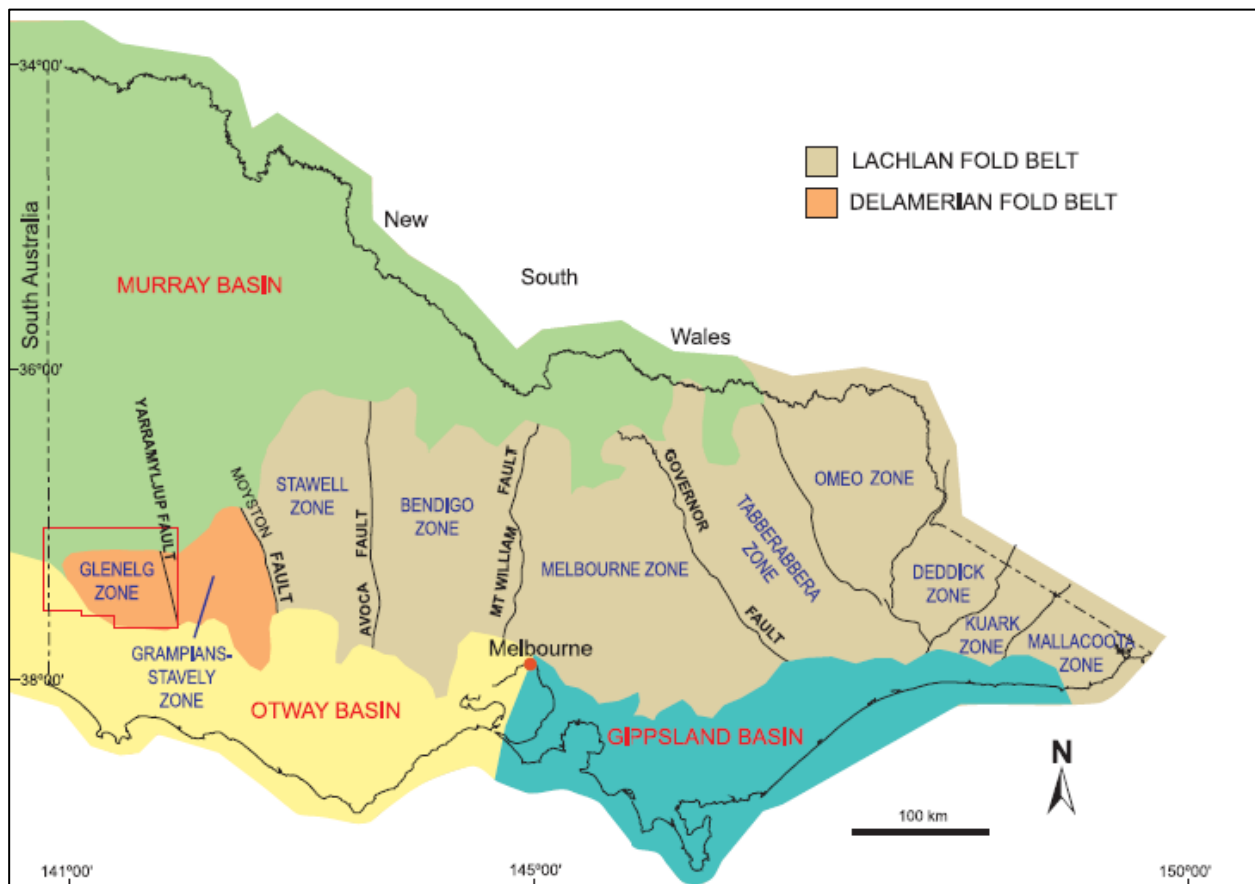 34°00'
LACHLAN FOLD BELT
DELAMERIAN FOLD BELT
South Australia
New
South
Wales
MURRAY BASIN
36°00'
YARRAMYLJUP FAULT
MOYSTON FAULT
STAWELL
ZONE
AVOCA FAULT
BENDIGO
ZONE
MT WILLIAM FAULT
GOVERNOR FAULT
MELBOURNE ZONE
TABBERABBERA
ZONE
OMEO ZONE
GLENELG
ZONE
DEDDICK
ZONE
KUARK
ZONE
MALLACOOTA
ZONE
GRAMPIANS-
STAVELY
ZONE
Melbourne
38°00'
OTWAY BASIN
GIPPSLAND BASIN
N
100 km
141°00'
145°00'
150°00'